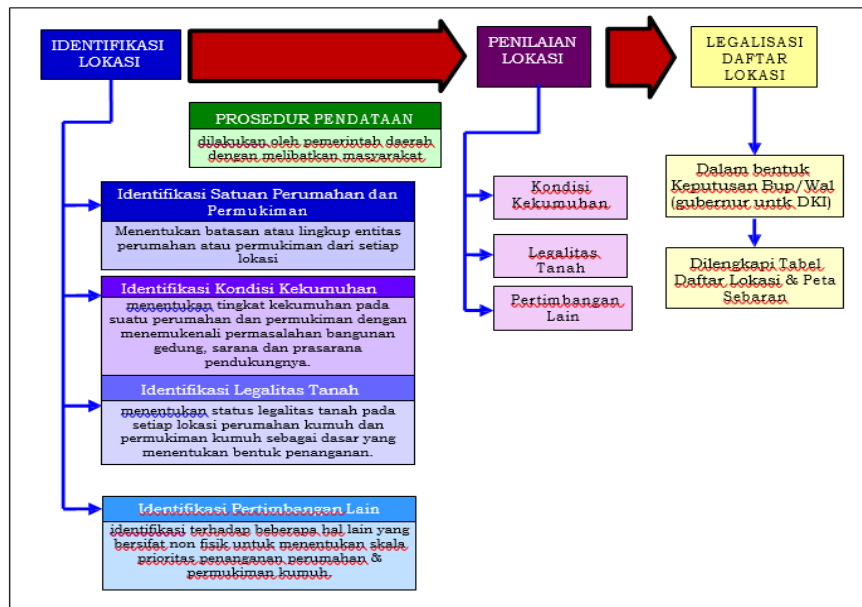 IDENTIFIKASI
LOKASI
PENILAIAN
LOKASI
LEGALISASI
DAFTAR
LOKASI
PROSEDUR PENDATAAN
dilakukan oleh pemerintah daerah
dengan melibatkan masyarakat
Identifikasi Satuan Perumahan dan
Permukiman
Menentukan batasan atau lingkup entitas
perumahan atau permukiman dari setiap
lokasi
Identifikasi Kondisi Kekumuhan
menentukan tingkat kekumuhan pada
suatu perumahan dan permukiman dengan
menemukenali permasalahan bangunan
gedung, sarana dan prasarana
pendukungnya.
Identifikasi Legalitas Tanah
menentukan status legalitas tanah pada
setiap lokasi perumahan kumuh dan
permukiman kumuh sebagai dasar yang
menentukan bentuk penanganan.
Identifikasi Pertimbangan Lain
identifikasi terhadap beberapa hal lain yang
bersifat non fisik untuk menentukan skala
prioritas penanganan perumahan &
permukiman kumuh.
Kondisi
Kekumuhan
Legalitas
Tanah
Pertimbangan
Lain
Dalam bentuk
Keputusan Bup/Wal
(gubernur untk DKI)
Dilengkapi Tabel
Daftar Lokasi & Peta
Sebaran